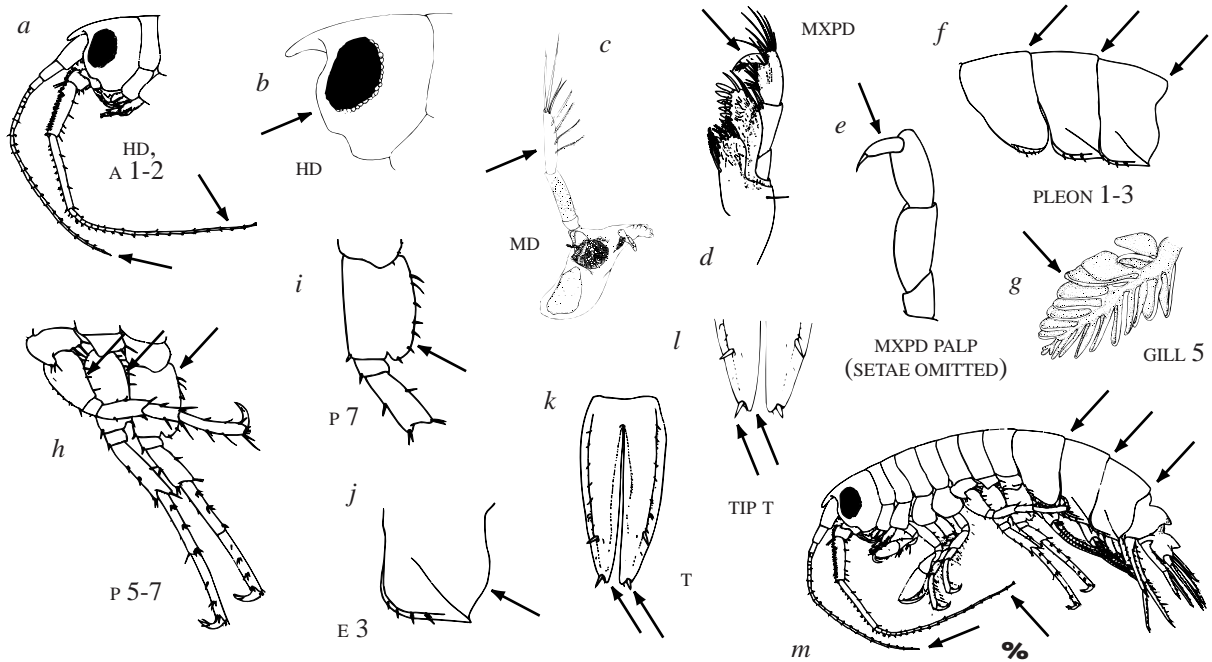 a
HD,
A 1-2
b
HD
c
MD
MXPD
d
e
MXPD PALP
(SETAE OMITTED)
f
PLEON 1-3
g
GILL 5
h
P 5-7
i
P 7
j
E 3
k
T
l
TIP T
m
%